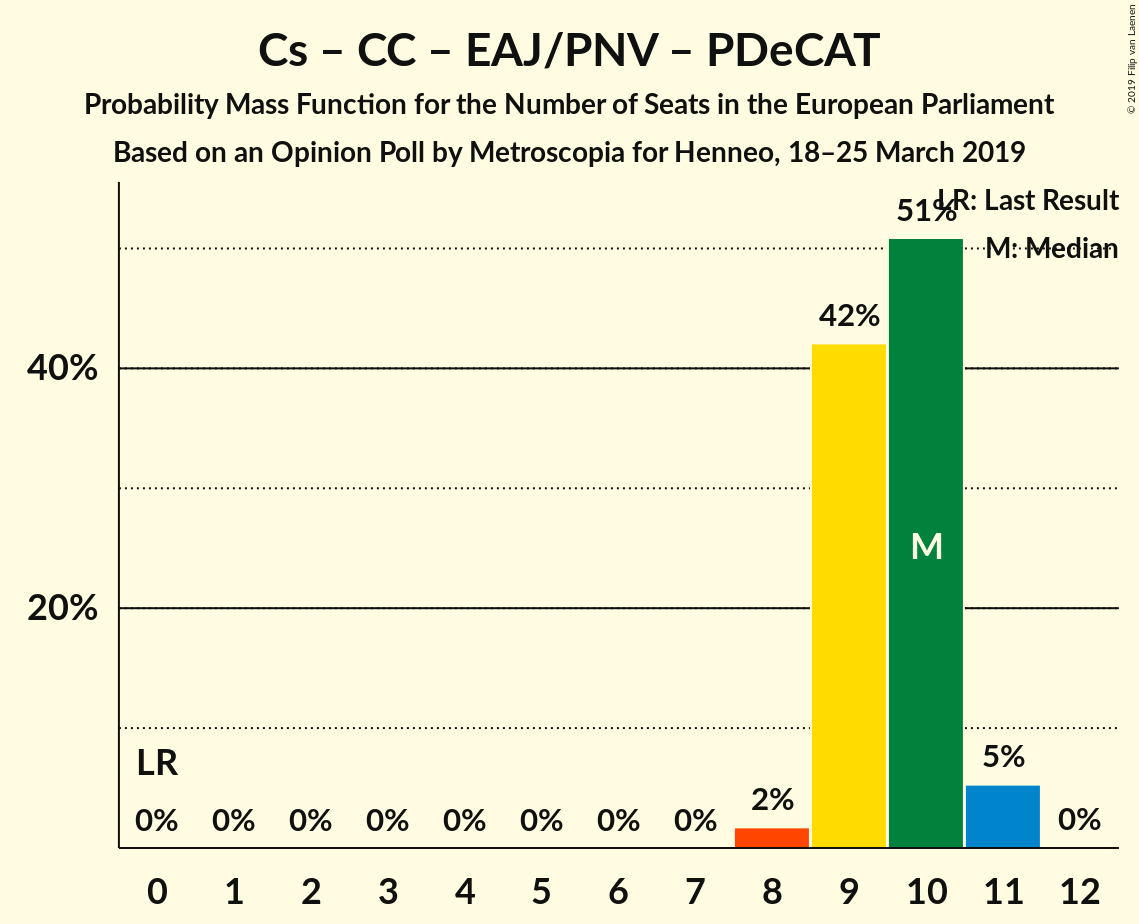 Cs – CC – EAJ/PNV – PDeCAT
Probability Mass Function for the Number of Seats in the European Parliament
Based on an Opinion Poll by Metroscopia for Henneo, 18–25 March 2019
© 2019 Filip van Laenen
LR: Last Result
M: Median
51%
42%
40%
M
20%
LR
5%
2%
0% 0% 0% 0% 0% 0% 0% 0% 0%
0 1 2 3 4 5 6 7 8 9 10 11 12